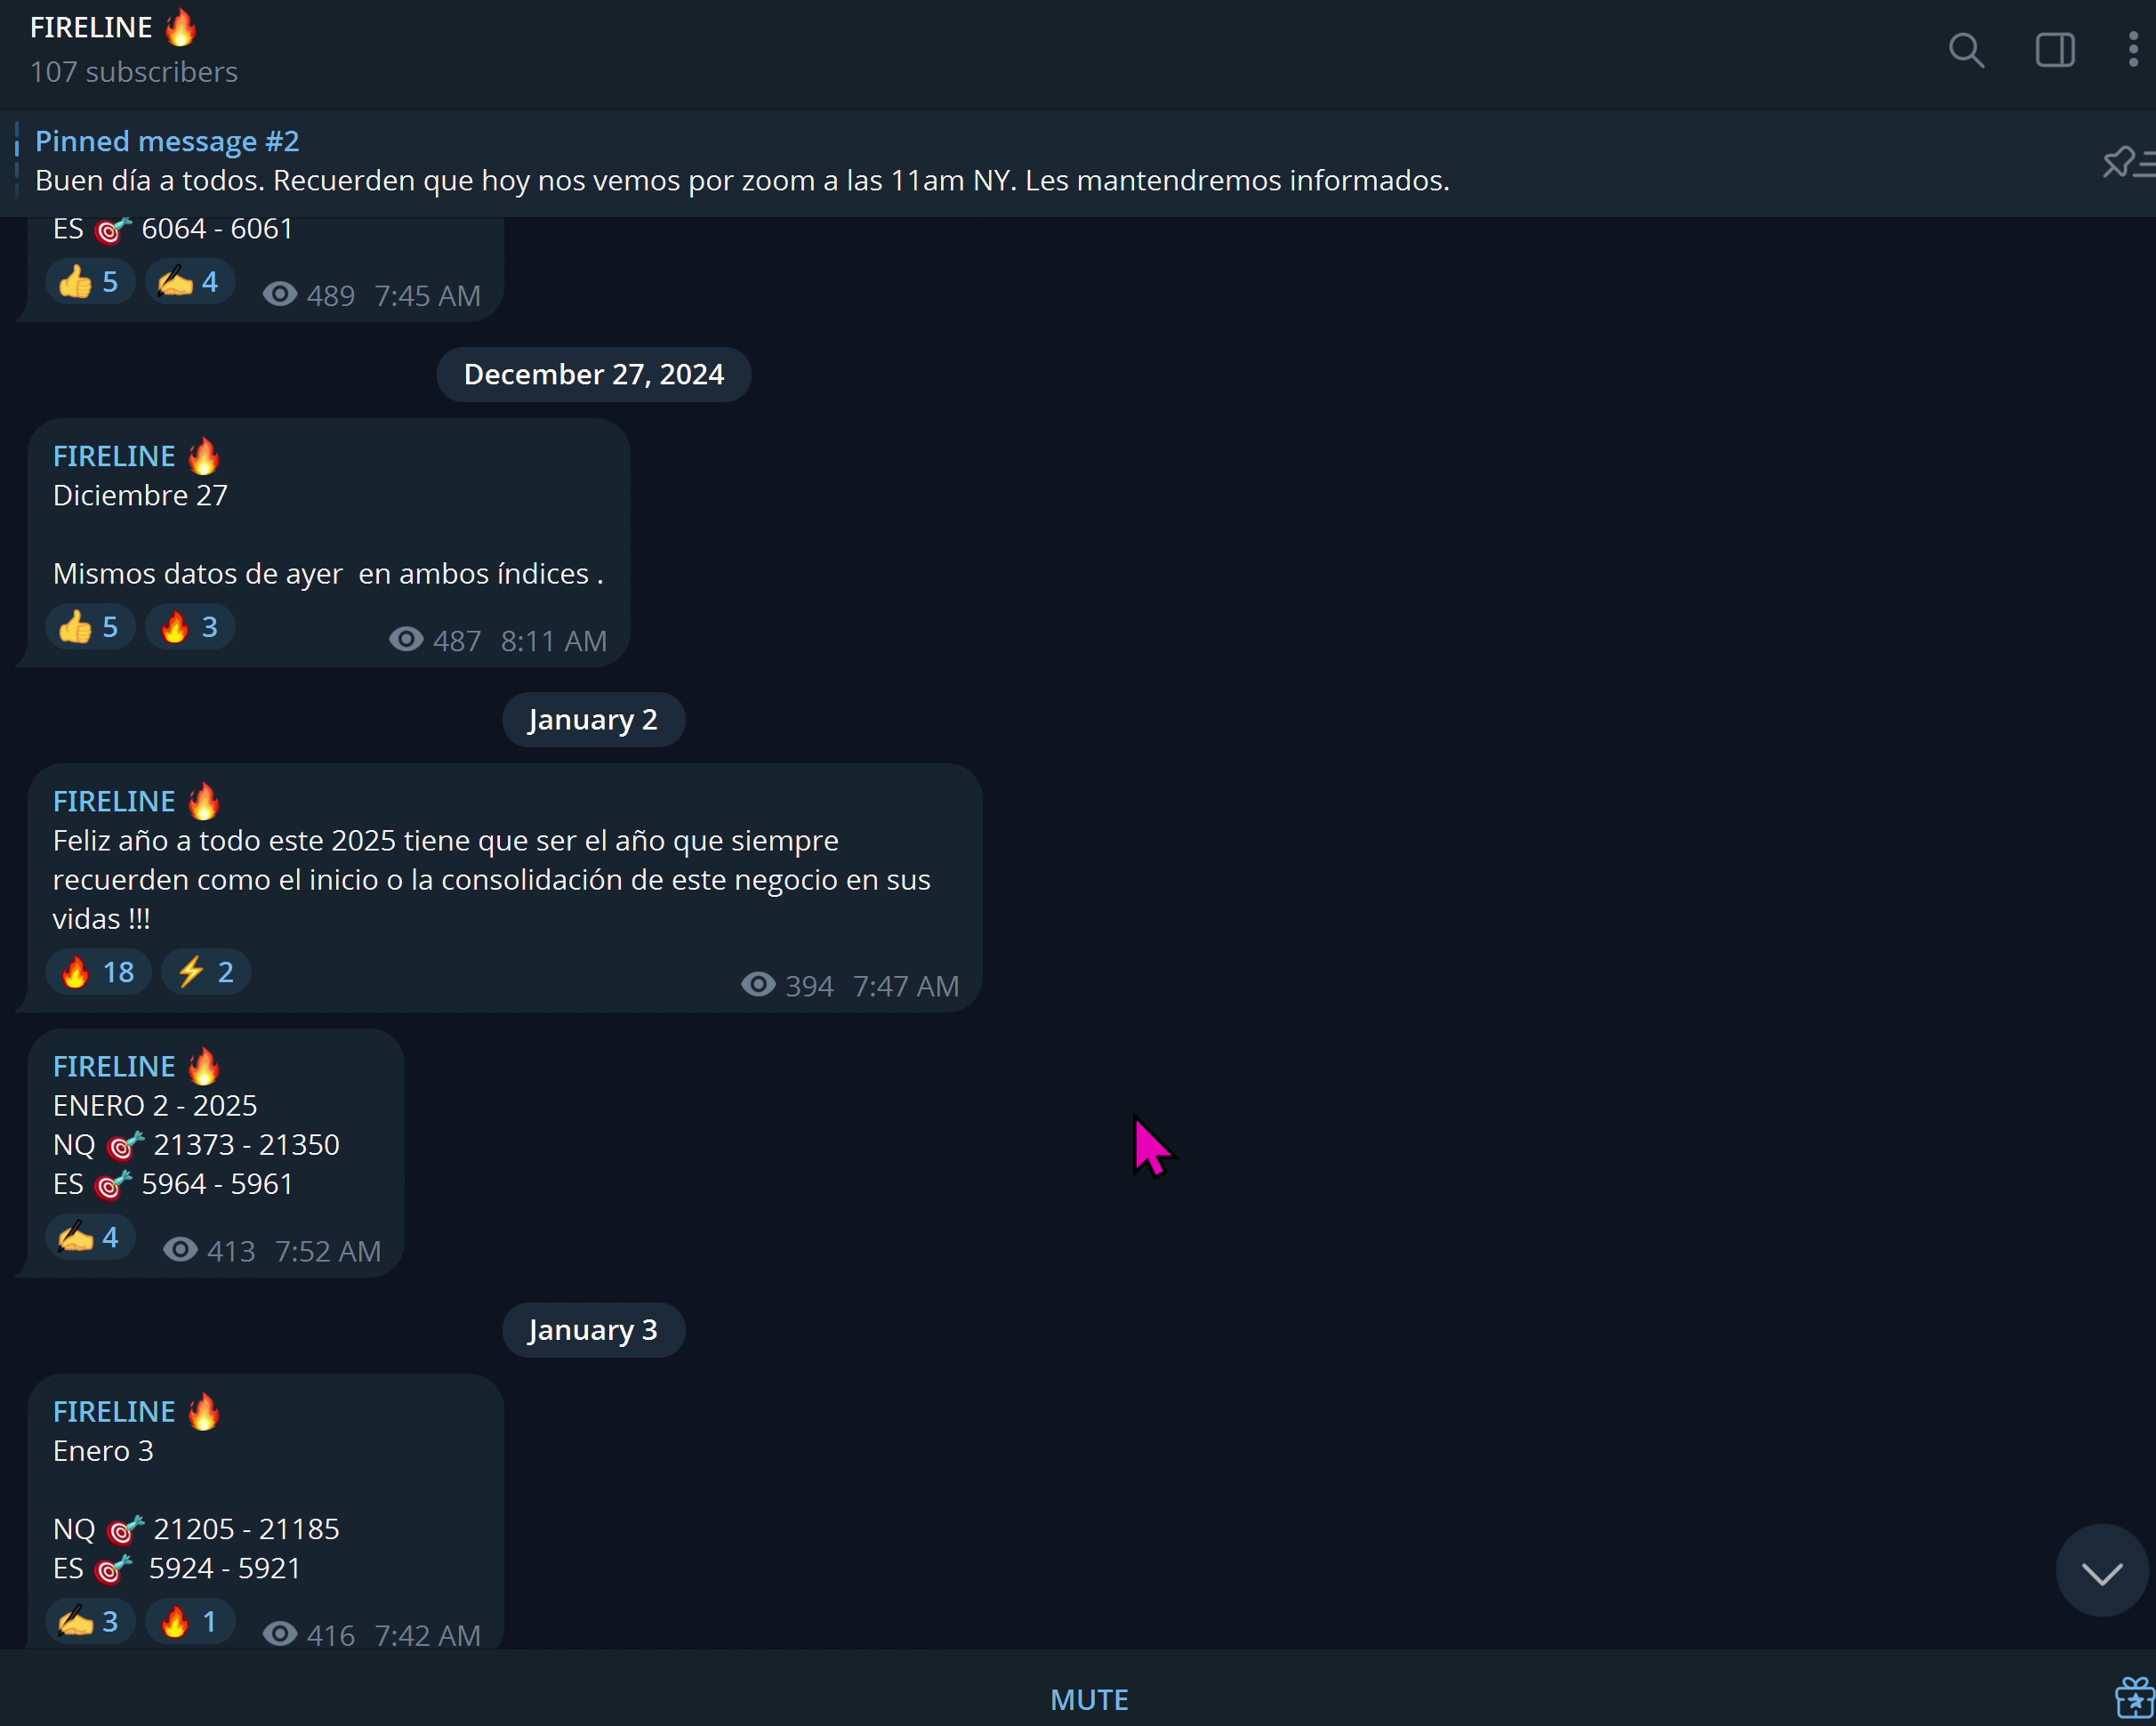 FIRELINE 🔥
107 subscribers
Pinned message #2
Buen día a todos. Recuerden que hoy nos vemos por zoom a las 11am NY. Les mantendremos informados.
ES 🎯 6064 - 6061
👍 5 ✍️ 4 489 7:45 AM
December 27, 2024
FIRELINE 🔥
Diciembre 27
Mismos datos de ayer  en ambos índices .
👍 5 🔥 3 487 8:11 AM
January 2
FIRELINE 🔥
Feliz año a todo este 2025 tiene que ser el año que siempre
recuerden como el inicio o la consolidación de este negocio en sus
vidas !!!
🔥 18 ⚡ 2 394 7:47 AM
FIRELINE 🔥
ENERO 2 - 2025
NQ 🎯 21373 - 21350
ES 🎯 5964 - 5961
✍️ 4 413 7:52 AM
January 3
FIRELINE 🔥
Enero 3
NQ 🎯 21205 - 21185
ES 🎯  5924 - 5921
✍️ 3 🔥 1 416 7:42 AM
MUTE